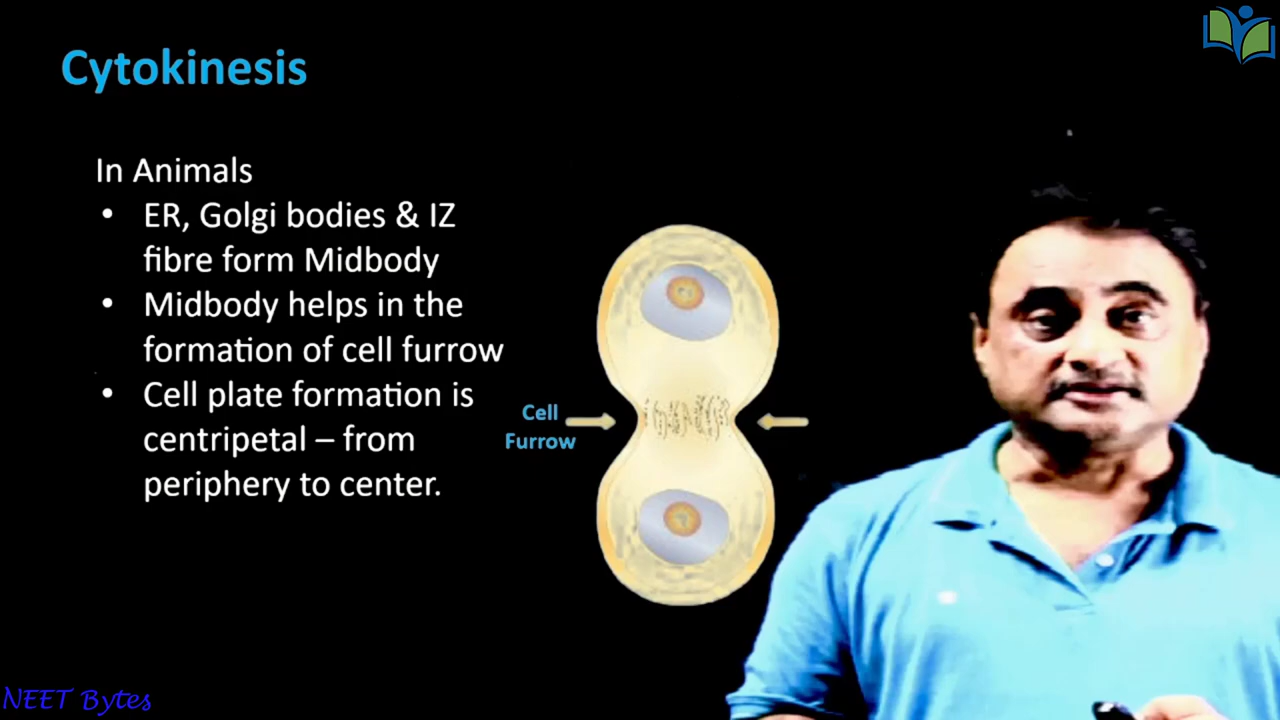 Cytokinesis
In Animals
• ER, Golgi bodies & IZ
fibre form Midbody
• Midbody helps in the
formation of cell furrow
• Cell plate formation is
centripetal – from
periphery to center.
Cell
Furrow
NEET Bytes